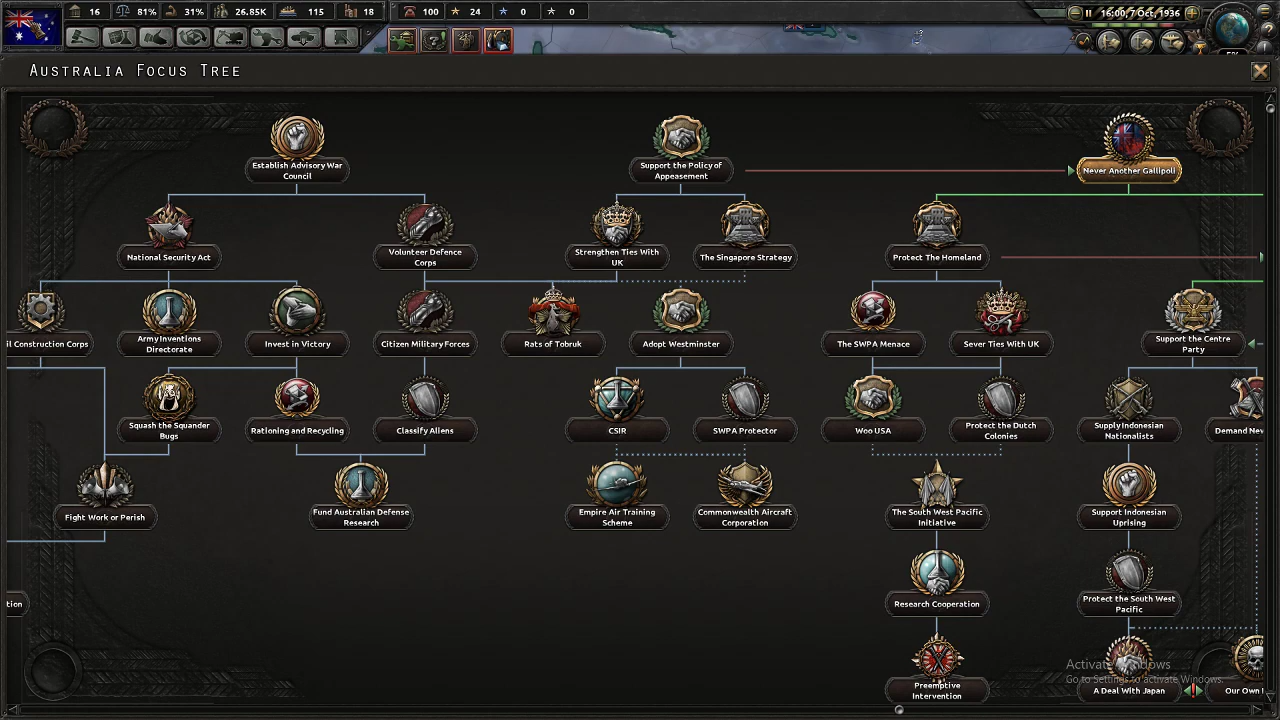 16
81%
31%
26.85K
115
18
100
24
0
0
16:00, 7 Oct, 1936
Australia Focus Tree
Establish Advisory War
Council
Support the Policy of
Appeasement
Never Another Gallipoli
National Security Act
Volunteer Defence
Corps
Strengthen Ties With
UK
The Singapore Strategy
Protect The Homeland
il Construction Corps
Army Inventions
Directorate
Invest in Victory
Citizen Military Forces
Rats of Tobruk
Adopt Westminster
The SWPA Menace
Sever Ties With UK
Support the Centre
Party
Squash the Squander
Bugs
Rationing and Recycling
Classify Aliens
CSIR
SWPA Protector
Woo USA
Protect the Dutch
Colonies
Supply Indonesian
Nationalists
Demand New
Fight Work or Perish
Fund Australian Defense
Research
Empire Air Training
Scheme
Commonwealth Aircraft
Corporation
The South West Pacific
Initiative
Support Indonesian
Uprising
tion
Research Cooperation
Protect the South West
Pacific
Preemptive
Intervention
A Deal With Japan
Our Own
Activate Windows
Go to Settings to activate Windows.